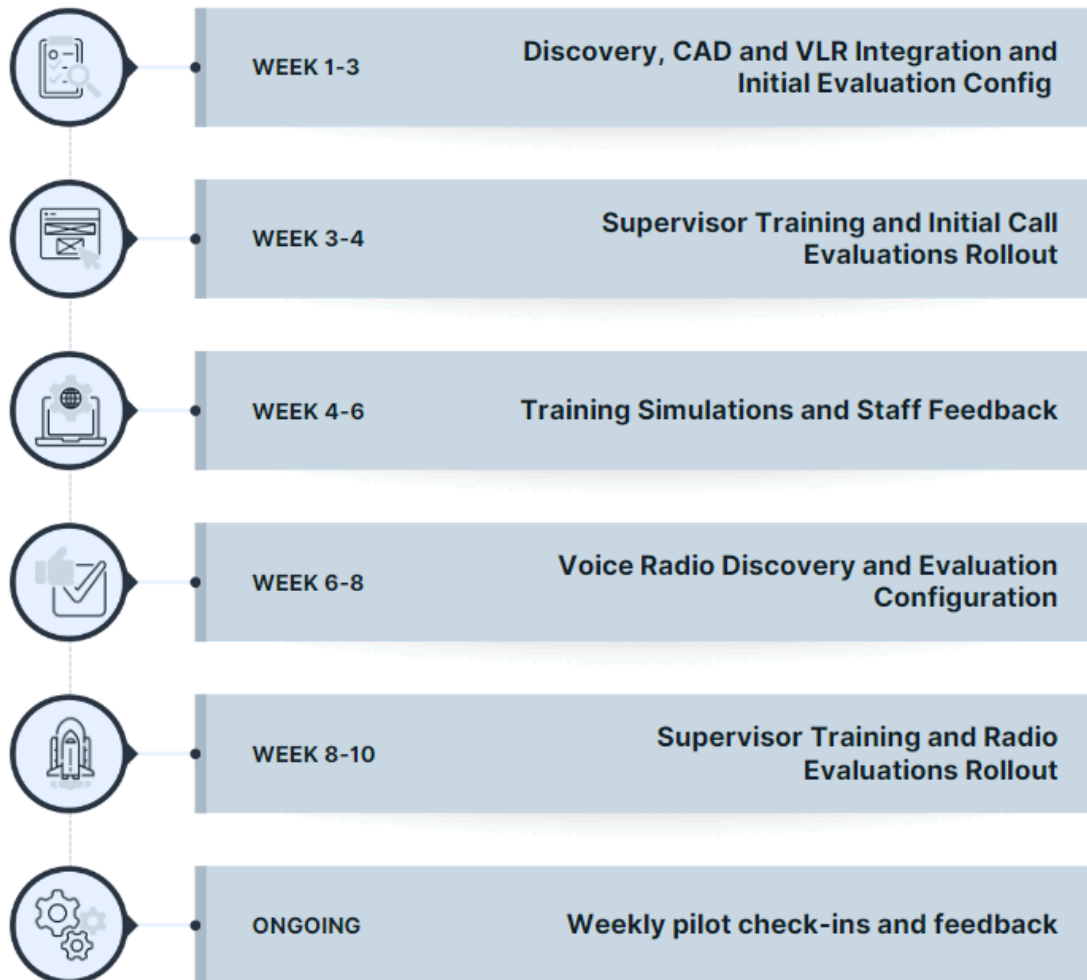 WEEK 1-3
Discovery, CAD and VLR Integration and
Initial Evaluation Config
WEEK 3-4
Supervisor Training and Initial Call
Evaluations Rollout
WEEK 4-6
Training Simulations and Staff Feedback
WEEK 6-8
Voice Radio Discovery and Evaluation
Configuration
WEEK 8-10
Supervisor Training and Radio
Evaluations Rollout
ONGOING
Weekly pilot check-ins and feedback